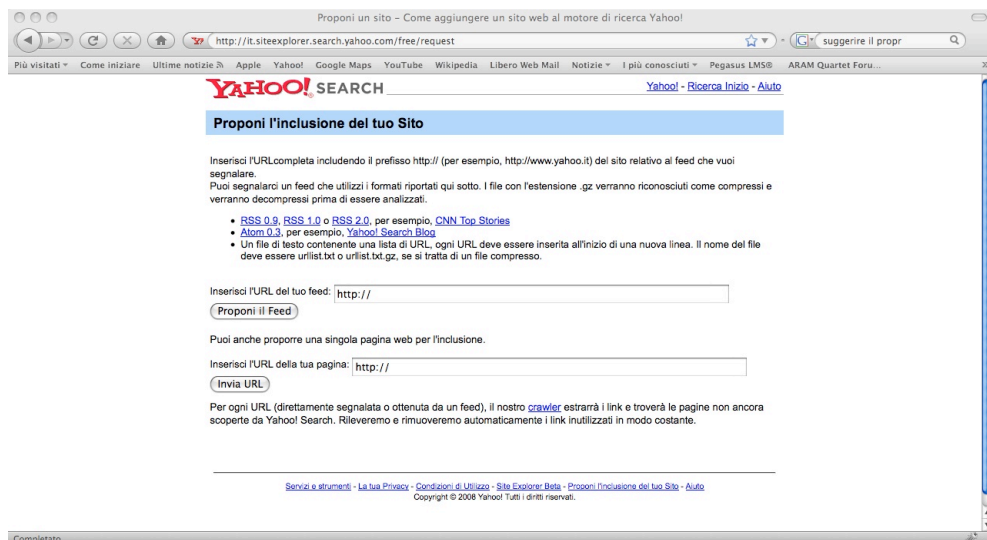 Proponi un sito – Come aggiungere un sito web al motore di ricerca Yahoo!
http://it.siteexplorer.search.yahoo.com/free/request
suggerire il propr
Più visitati Come iniziare Ultime notizie Apple Yahoo! Google Maps YouTube Wikipedia Libero Web Mail Notizie I più conosciuti Pegasus LMS® ARAM Quartet Foru...
YAHOO! SEARCH
Yahoo! - Ricerca Inizio - Aiuto
Proponi l'inclusione del tuo Sito
Inserisci l'URLcompleta includendo il prefisso http:// (per esempio, http://www.yahoo.it) del sito relativo al feed che vuoi
segnalare.
Puoi segnalarci un feed che utilizzi i formati riportati qui sotto. I file con l'estensione .gz verranno riconosciuti come compressi e
verranno decompressi prima di essere analizzati.
• RSS 0.9, RSS 1.0 o RSS 2.0, per esempio, CNN Top Stories
• Atom 0.3, per esempio, Yahoo! Search Blog
• Un file di testo contenente una lista di URL, ogni URL deve essere inserita all'inizio di una nuova linea. Il nome del file
deve essere urllist.txt o urllist.txt.gz, se si tratta di un file compresso.
Inserisci l'URL del tuo feed: http://
Proponi il Feed
Puoi anche proporre una singola pagina web per l'inclusione.
Inserisci l'URL della tua pagina: http://
Invia URL
Per ogni URL (direttamente segnalata o ottenuta da un feed), il nostro crawler estrarrà i link e troverà le pagine non ancora
scoperte da Yahoo! Search. Rileveremo e rimuoveremo automaticamente i link inutilizzati in modo costante.
Servizi e strumenti - La tua Privacy - Condizioni di Utilizzo - Site Explorer Beta - Proponi l'inclusione del tuo Sito - Aiuto
Copyright © 2008 Yahoo! Tutti i diritti riservati.
Completato